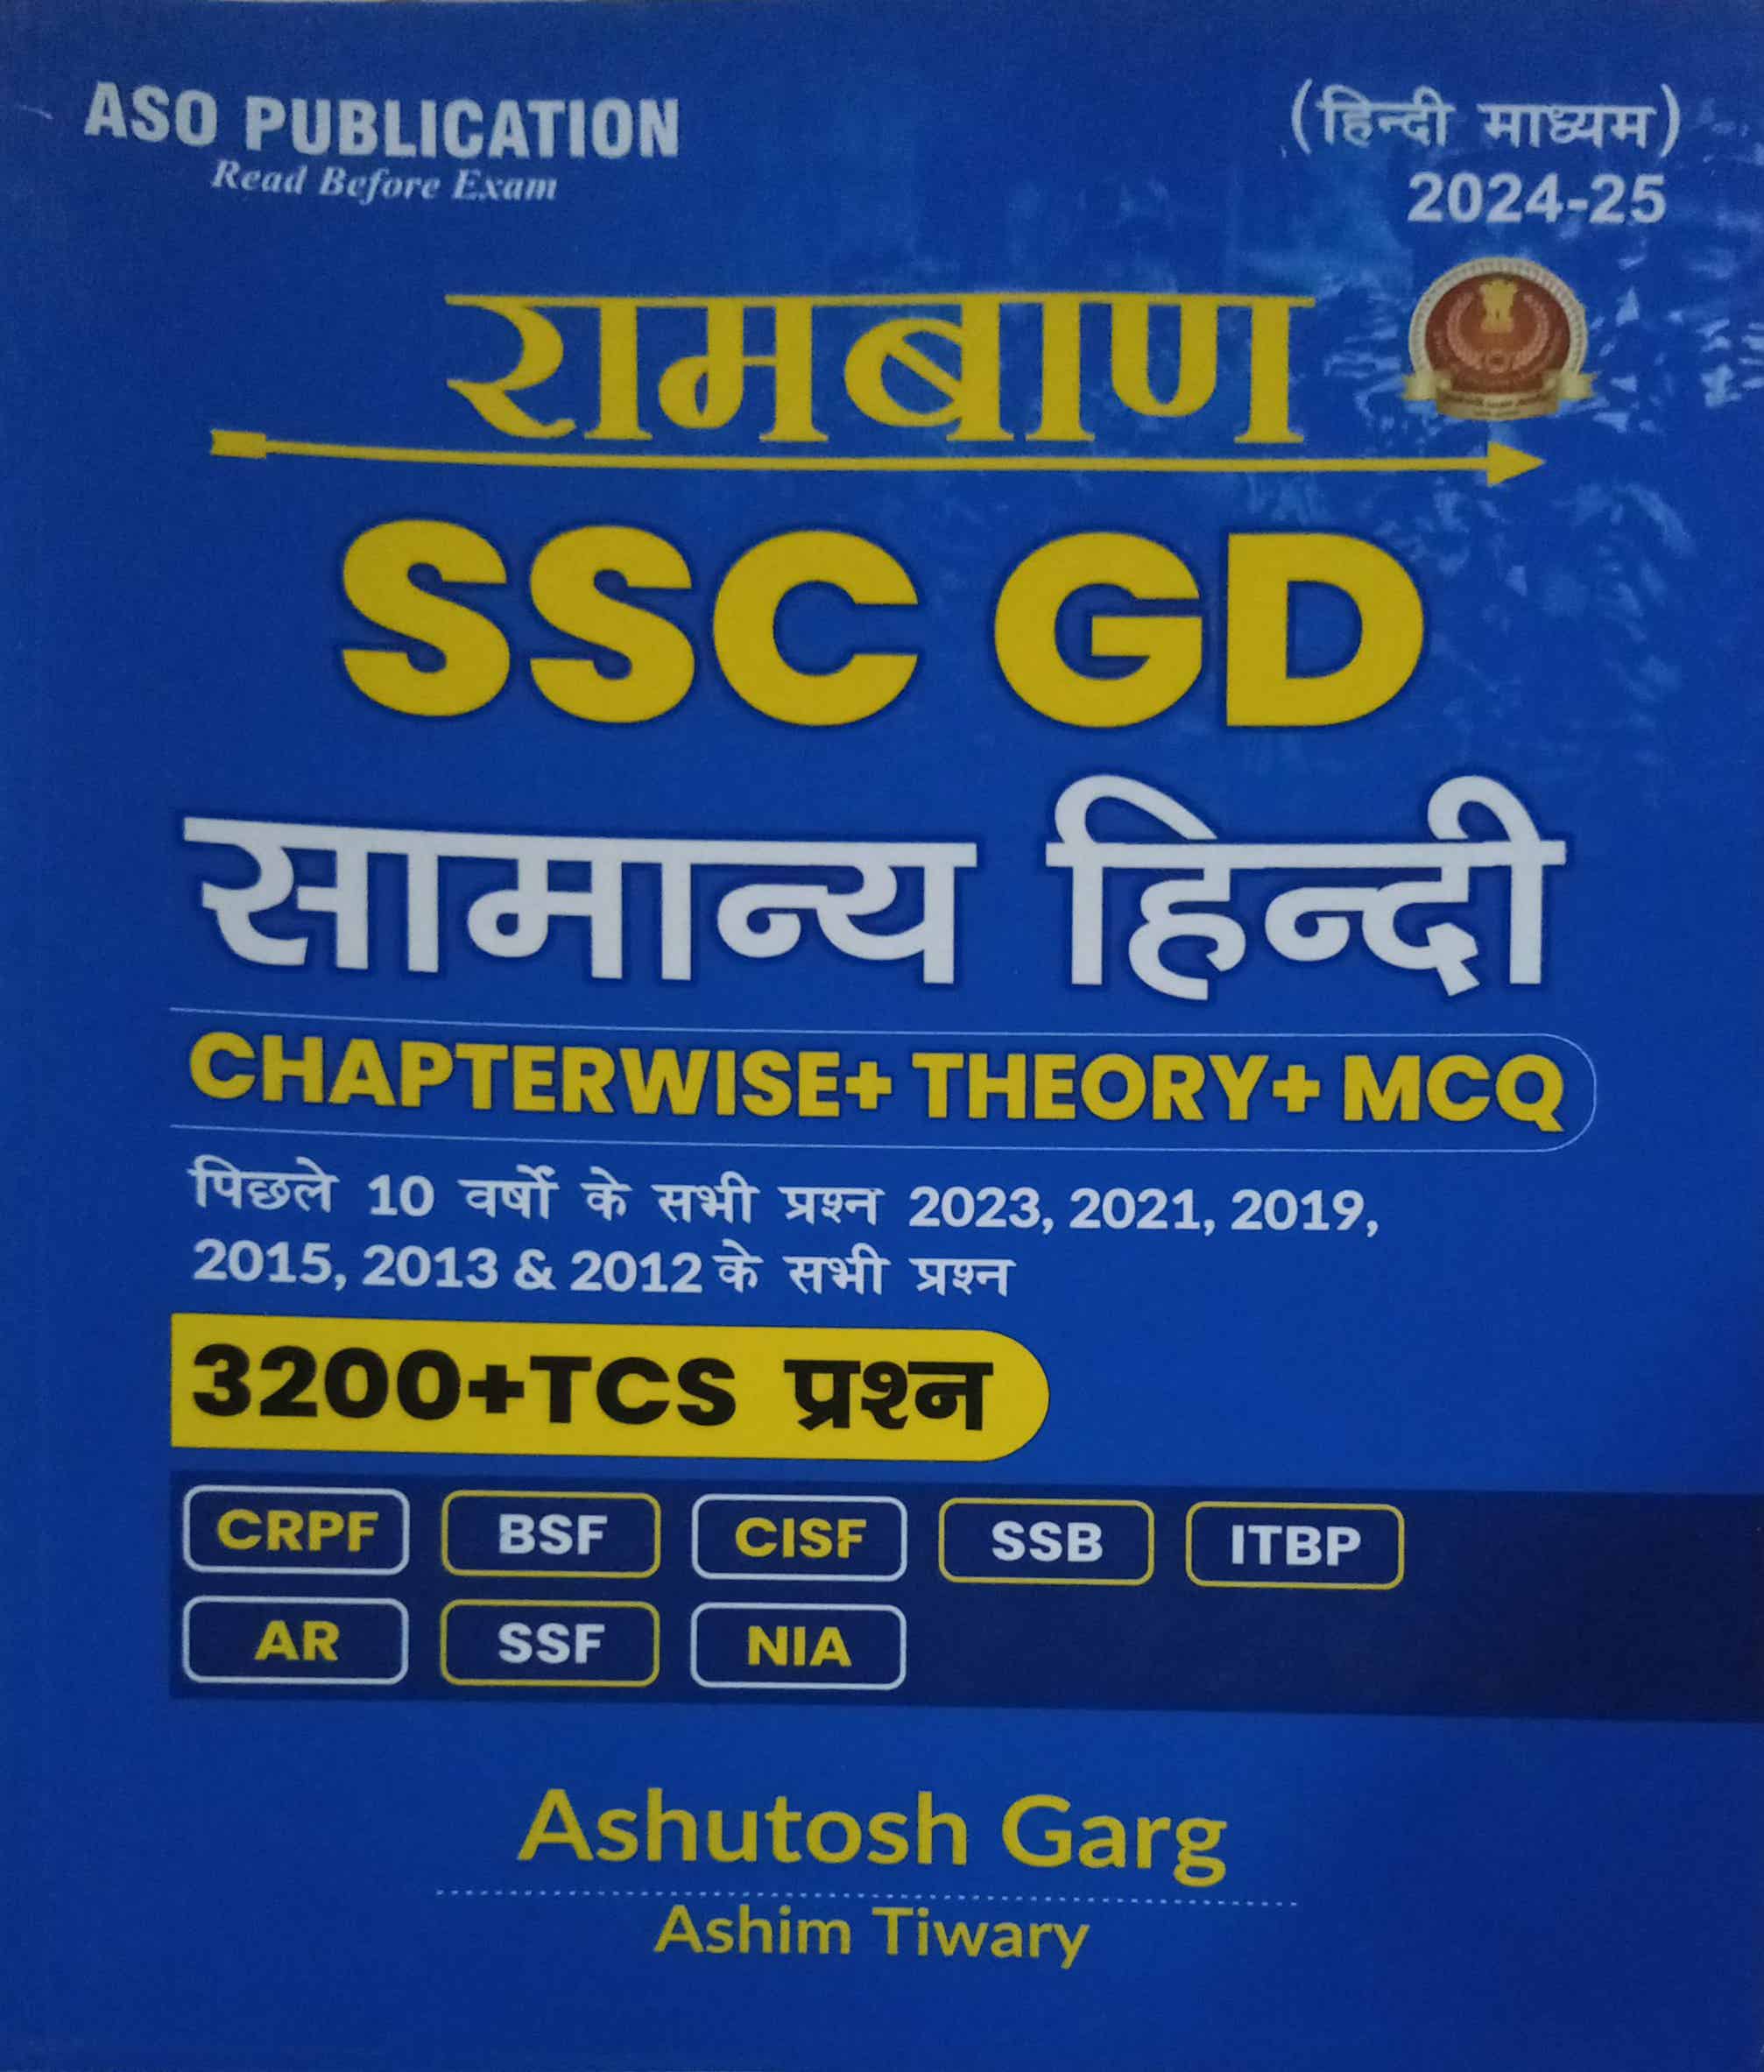 ASO PUBLICATION
Read Before Exam
(हिन्दी माध्यम)
2024-25
रामबाण
SSC GD
सामान्य हिन्दी
CHAPTERWISE+ THEORY+ MCQ
पिछले 10 वर्षों के सभी प्रश्न 2023, 2021, 2019,
2015, 2013 & 2012 के सभी प्रश्न
3200+TCS प्रश्न
CRPF BSF CISF SSB ITBP
AR SSF NIA
Ashutosh Garg
Ashim Tiwary